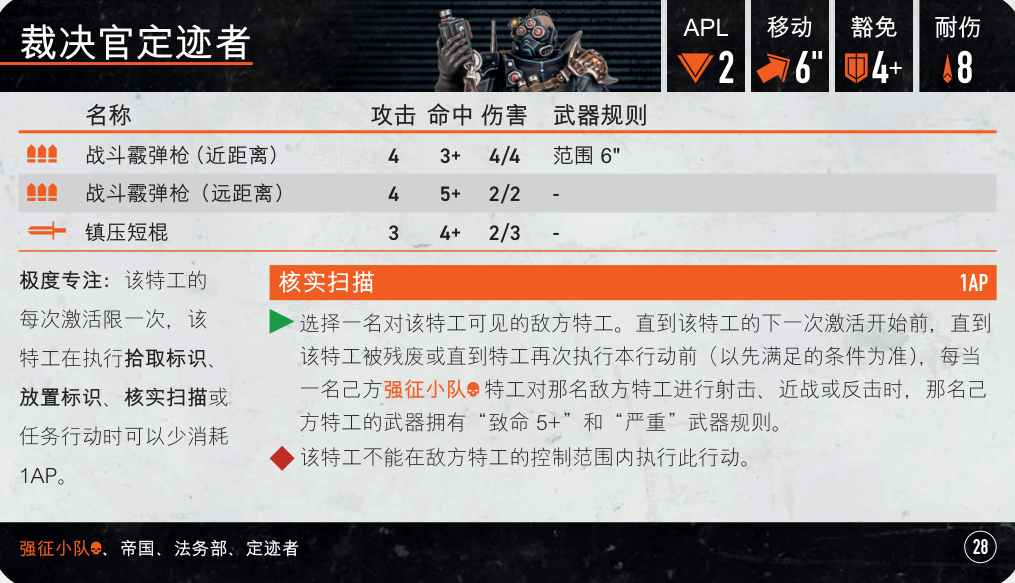 裁决官定迹者
APL 移动 豁免 耐伤
2 6" 4+ 8
名称 攻击 命中 伤害 武器规则
战斗霰弹枪（近距离） 4 3+ 4/4 范围 6"
战斗霰弹枪（远距离） 4 5+ 2/2 -
镇压短棍 3 4+ 2/3 -
极度专注：该特工的
每次激活限一次，该
特工在执行拾取标识、
放置标识、核实扫描或
任务行动时可以少消耗
1AP。
核实扫描 1AP
选择一名对该特工可见的敌方特工。直到该特工的下一次激活开始前，直到
该特工被残废或直到特工再次执行本行动前（以先满足的条件为准），每当
一名己方强征小队特工对那名敌方特工进行射击、近战或反击时，那名己
方特工的武器拥有“致命 5+”和“严重”武器规则。
该特工不能在敌方特工的控制范围内执行此行动。
强征小队、帝国、法务部、定迹者
28